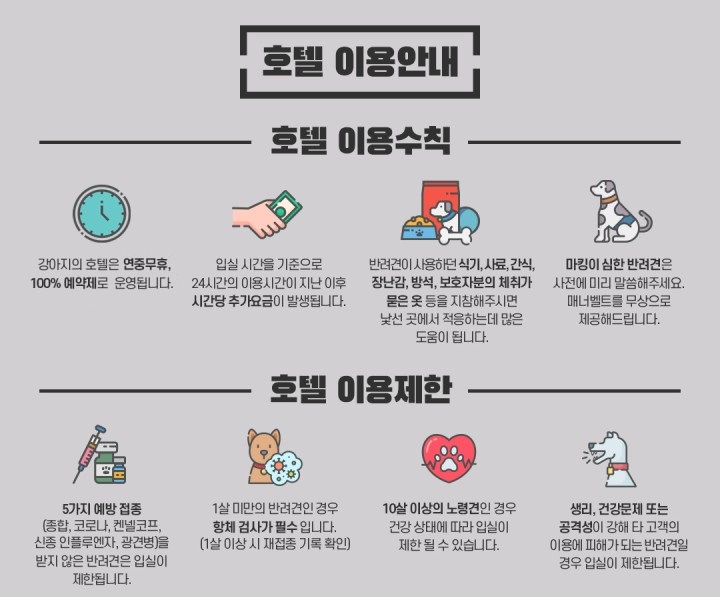 호텔 이용안내
호텔 이용수칙
강아지의 호텔은 연중무휴,
100% 예약제로 운영됩니다.
입실 시간을 기준으로
24시간의 이용시간이 지난 이후
시간당 추가요금이 발생됩니다.
반려견이 사용하던 식기, 사료, 간식,
장난감, 방석, 보호자분의 체취가
묻은 옷 등을 지참해주시면
낯선 곳에서 적응하는데 많은
도움이 됩니다.
마킹이 심한 반려견은
사전에 미리 말씀해주세요.
매너벨트를 무상으로
제공해드립니다.
호텔 이용제한
5가지 예방 접종
(종합, 코로나, 켄넬코프,
신종 인플루엔자, 광견병)을
받지 않은 반려견은 입실이
제한됩니다.
1살 미만의 반려견인 경우
항체 검사가 필수 입니다.
(1살 이상 시 재접종 기록 확인)
10살 이상의 노령견인 경우
건강 상태에 따라 입실이
제한 될 수 있습니다.
생리, 건강문제 또는
공격성이 강해 타 고객의
이용에 피해가 되는 반려견일
경우 입실이 제한됩니다.